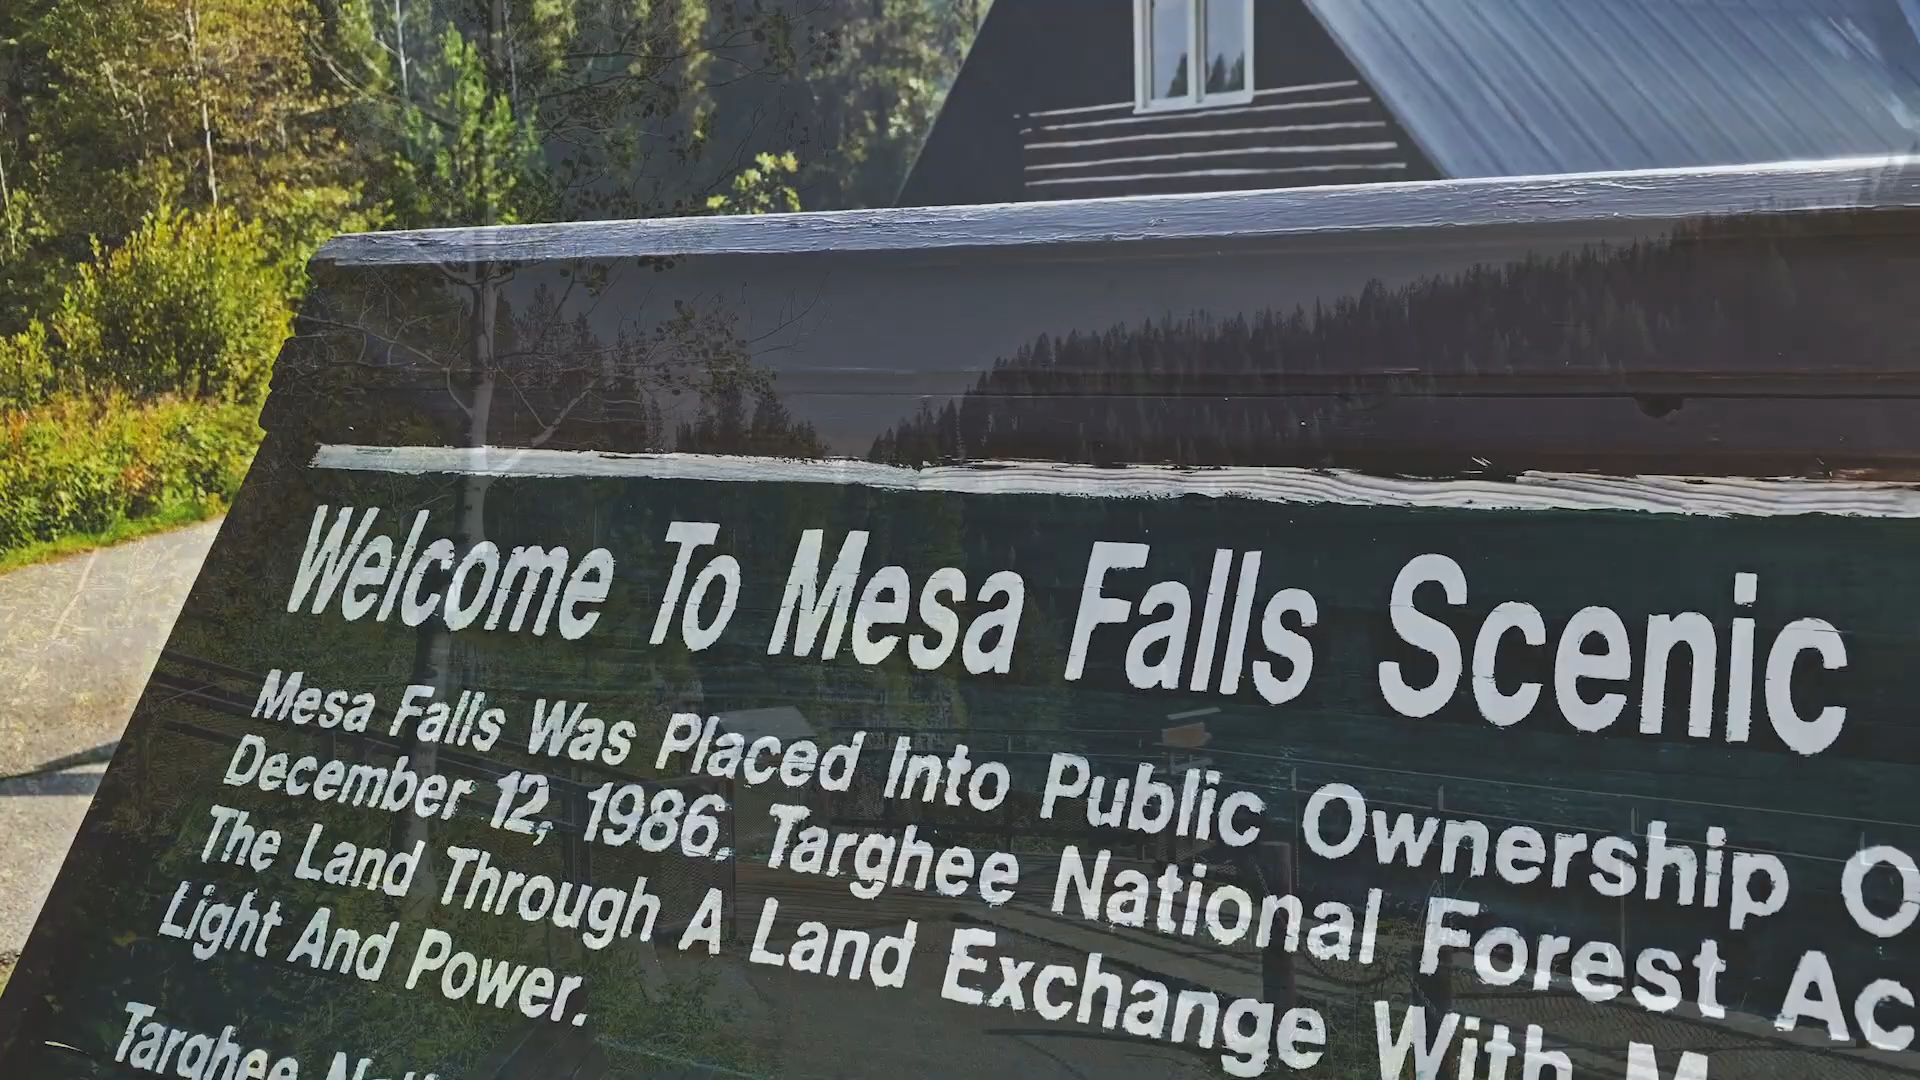 Welcome To Mesa Falls Scenic
Mesa Falls Was Placed Into Public Ownership
December 12, 1986. Targhee National Forest
The Land Through A Land Exchange With
Light And Power.
Targhee